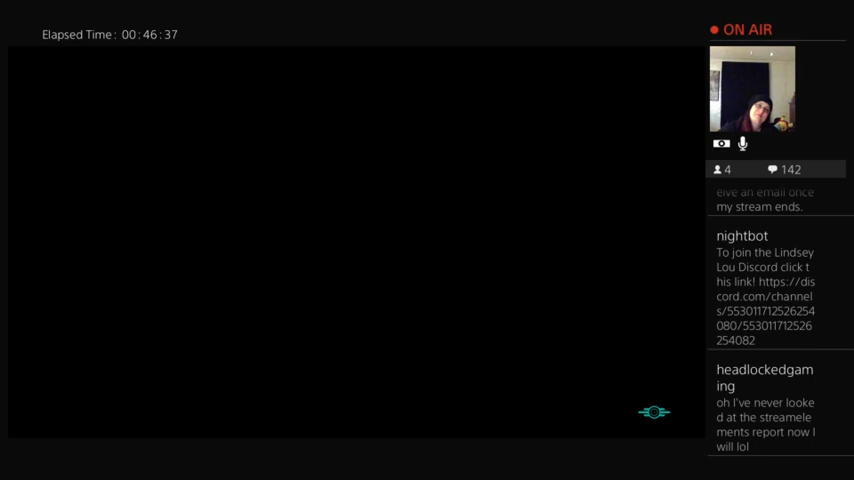 Elapsed Time: 00:46:37
ON AIR
4 142
eive an email once
my stream ends.
nightbot
To join the Lindsey
Lou Discord click t
his link! https://dis
cord.com/channel
s/553011712526254
080/553011712526
254082
headlockedgam
ing
oh I've never looke
d at the streamele
ments report now I
will lol